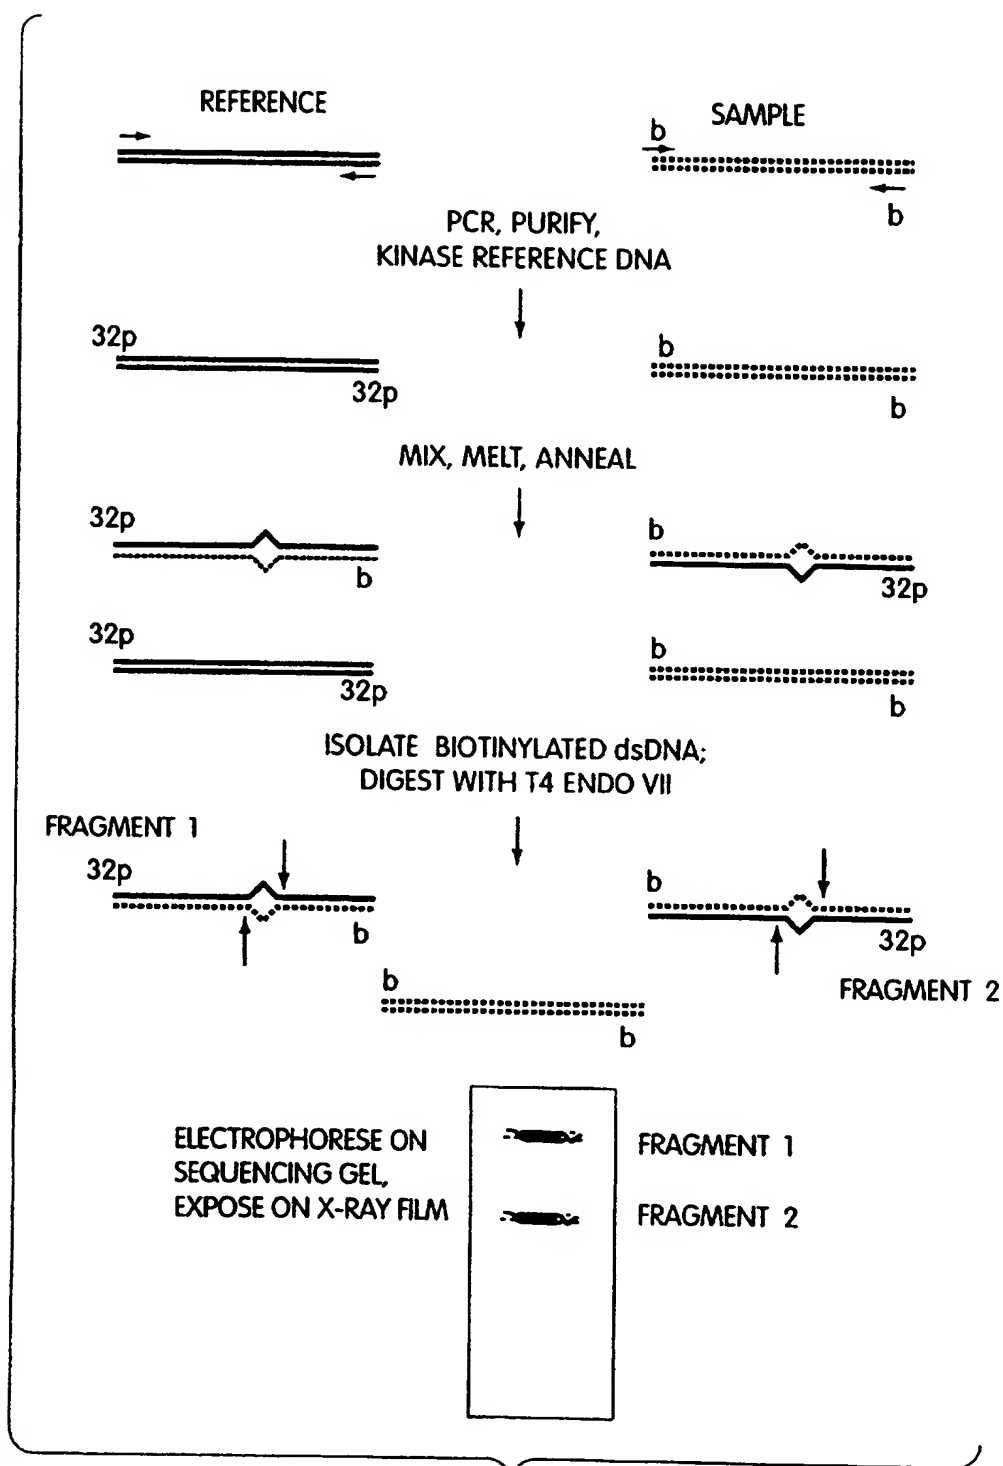 REFERENCE
SAMPLE
b
b
PCR, PURIFY,
KINASE REFERENCE DNA
32p
32p
b
b
MIX, MELT, ANNEAL
32p
b
b
32p
32p
32p
b
b
ISOLATE BIOTINYLATED dsDNA;
DIGEST WITH T4 ENDO VII
FRAGMENT 1
32p
b
b
32p
FRAGMENT 2
b
b
ELECTROPHORESE ON
SEQUENCING GEL,
EXPOSE ON X-RAY FILM
FRAGMENT 1
FRAGMENT 2